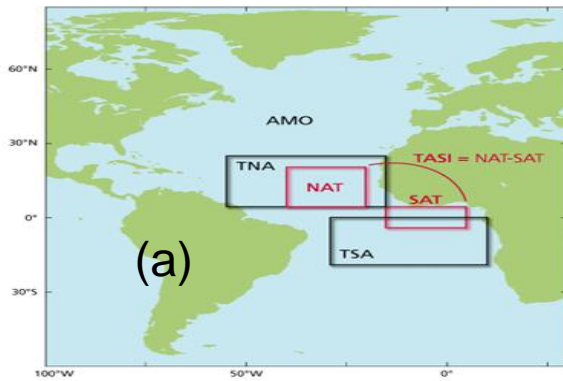 60°N
AMO
30°N
TASI = NAT-SAT
TNA
NAT
SAT
0°
(a)
TSA
30°S
100°W
50°W
0°